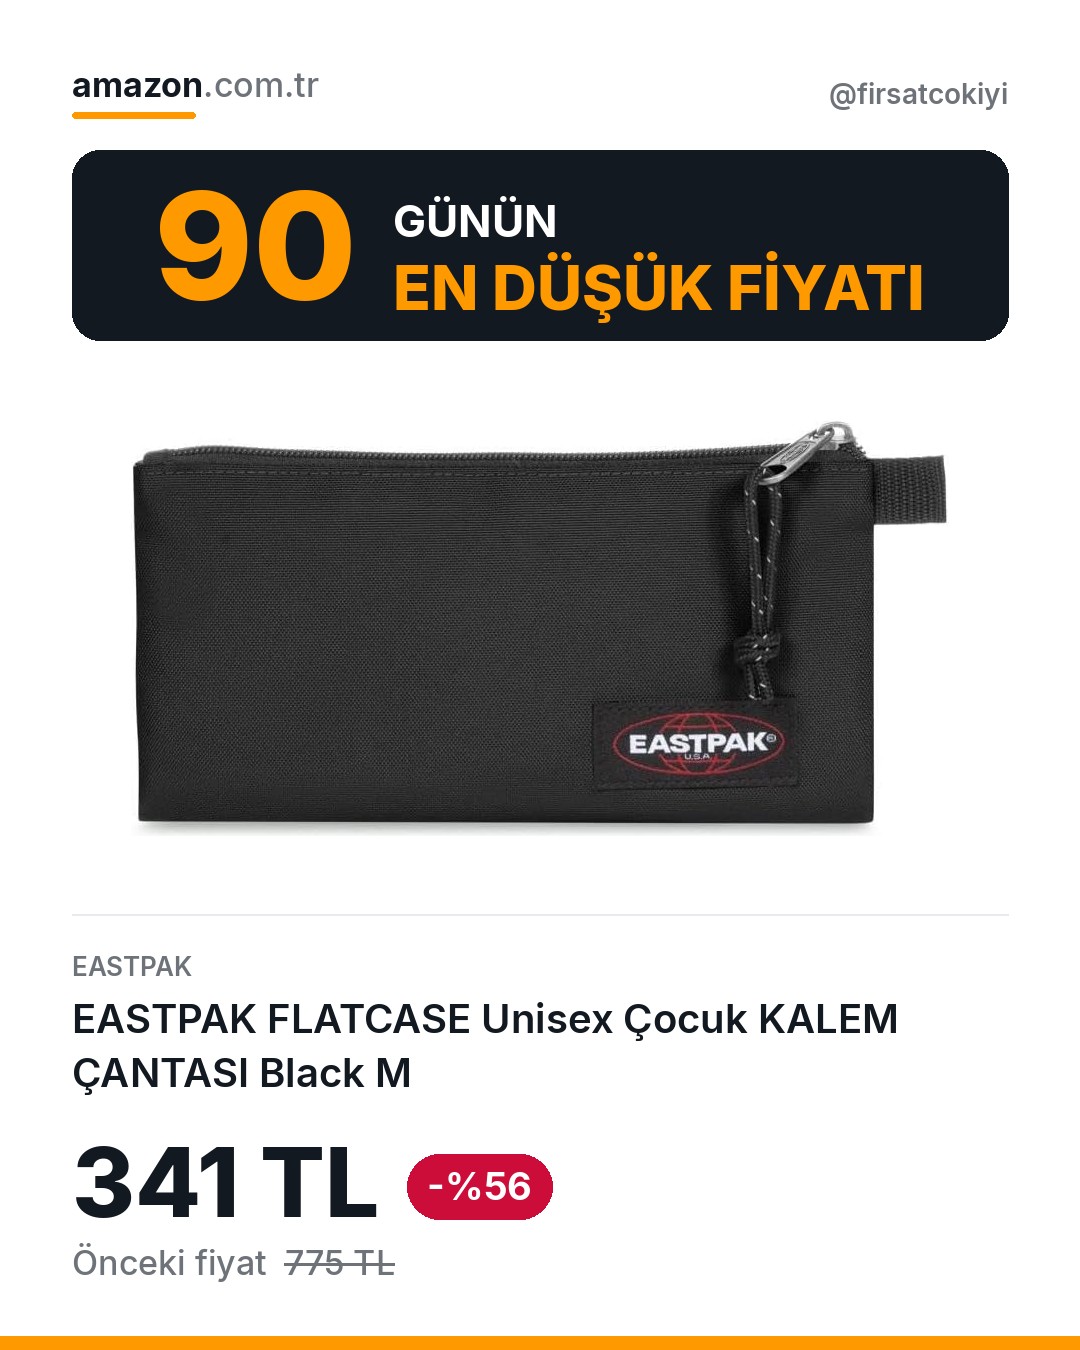 amazon.com.tr
@firsatcokiyi
90
GÜNÜN
EN DÜŞÜK FİYATI
EASTPAK®
U.S.A.
EASTPAK
EASTPAK FLATCASE Unisex Çocuk KALEM
ÇANTASI Black M
341 TL
-%56
Önceki fiyat 775 TL